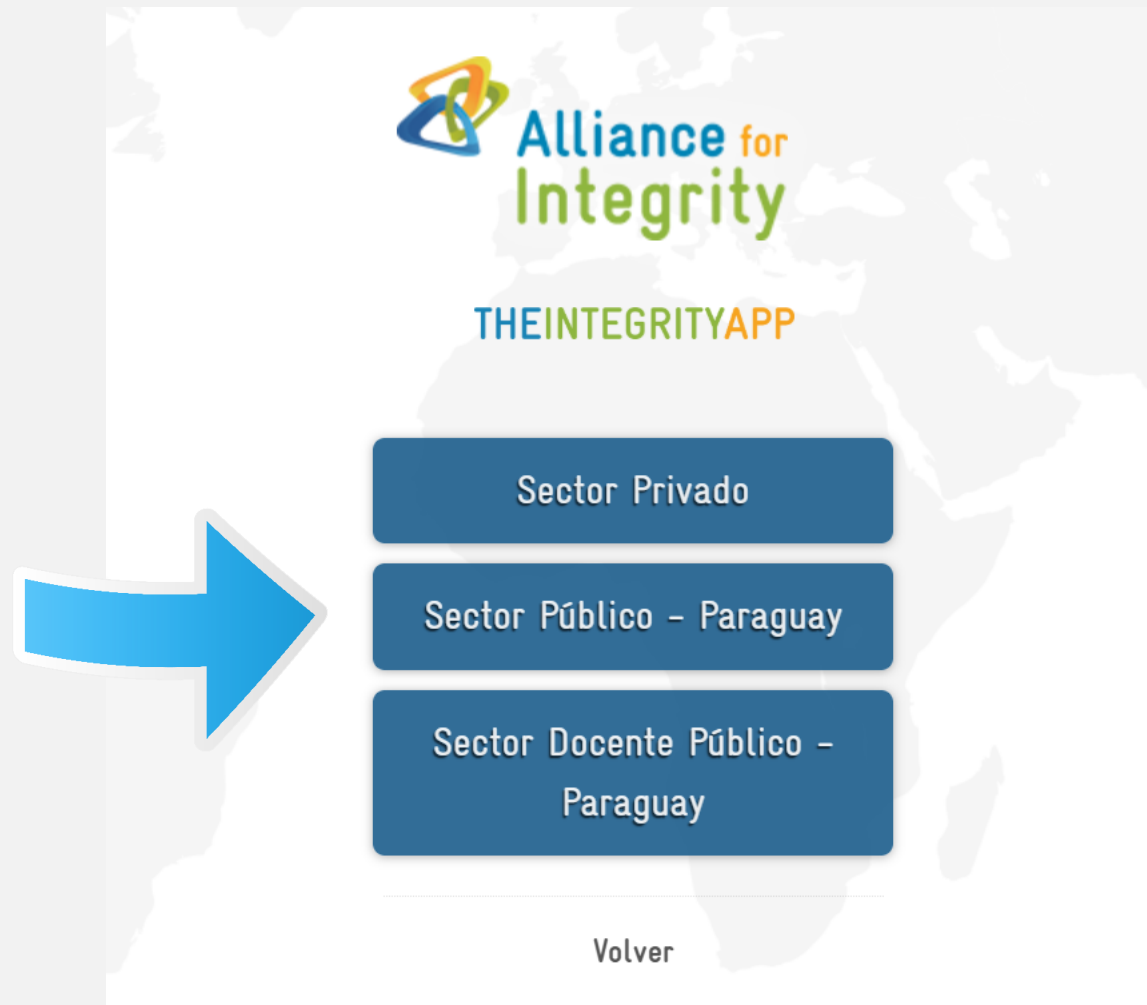 Alliance for
Integrity
THEINTEGRITYAPP
Sector Privado
Sector Público - Paraguay
Sector Docente Público -
Paraguay
Volver